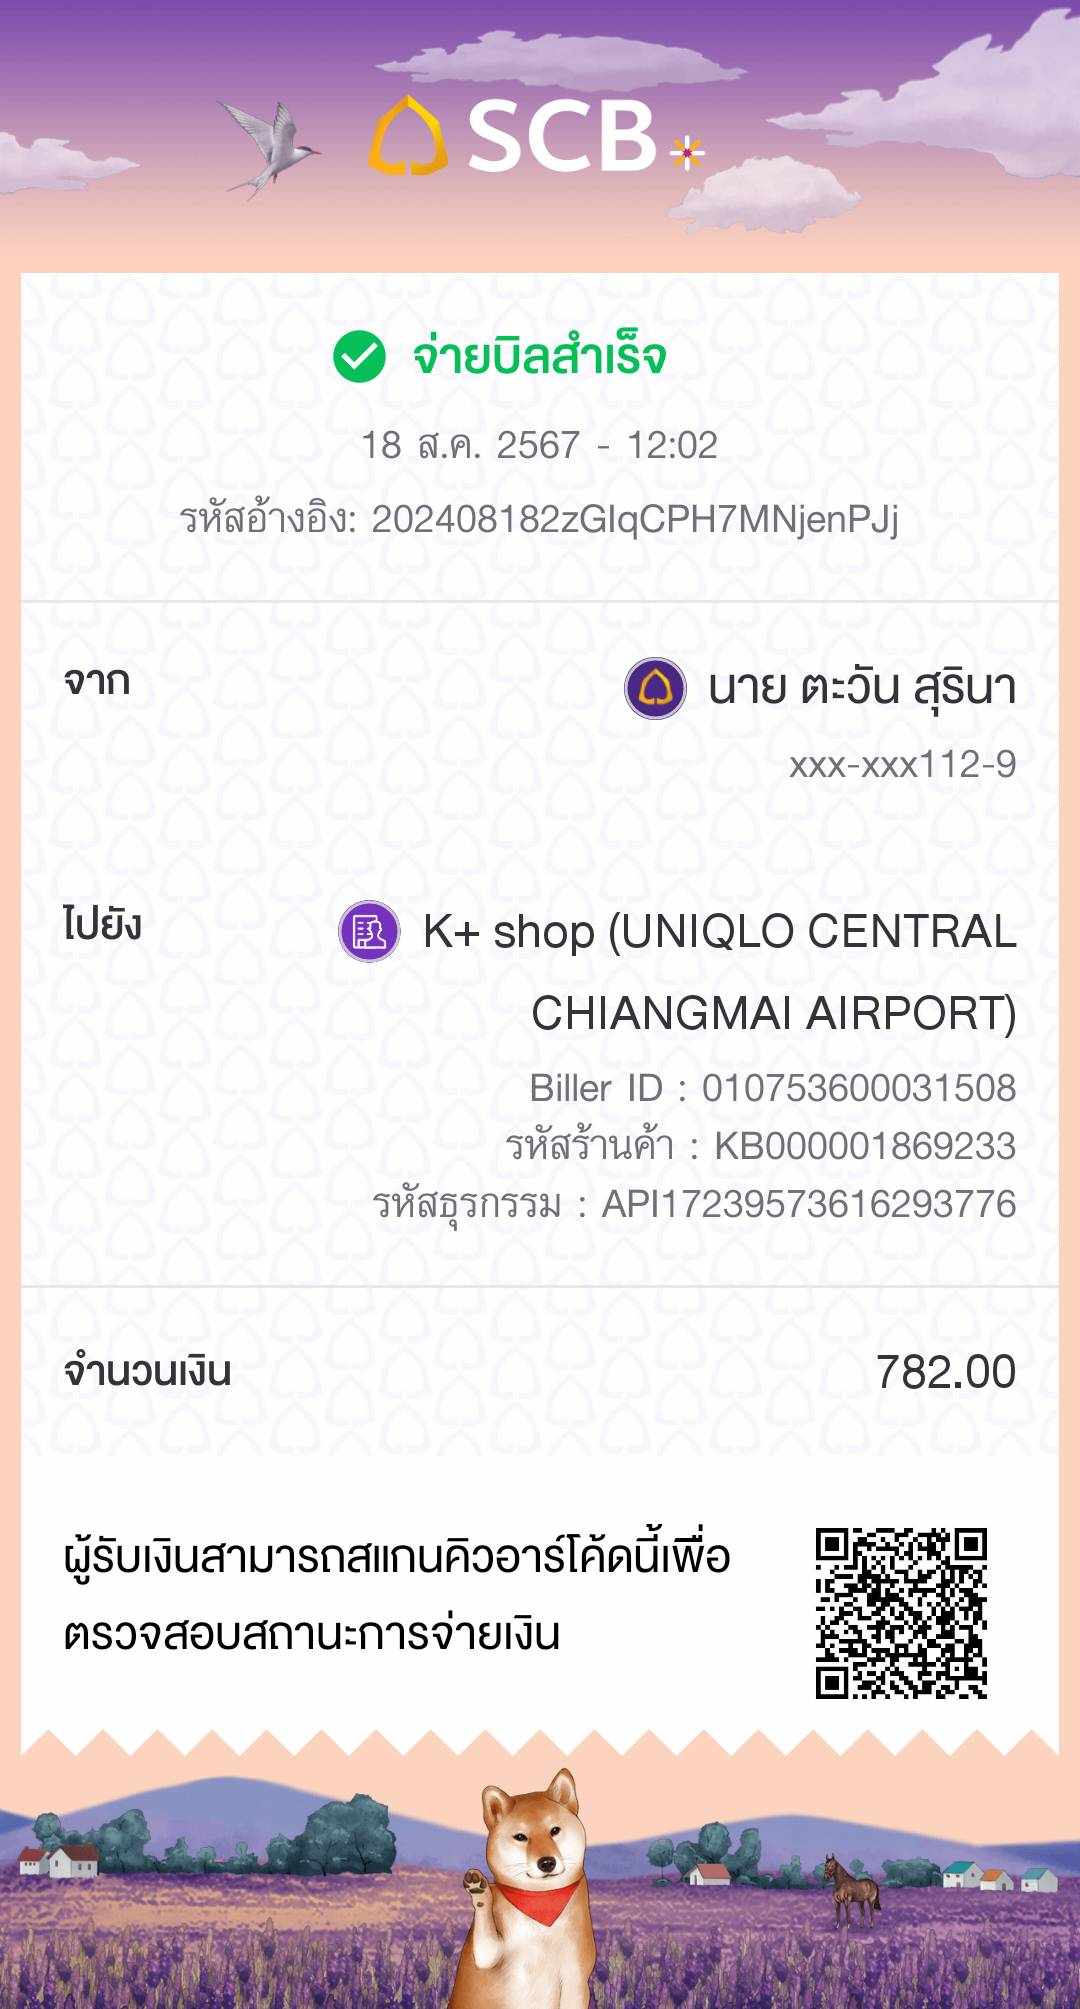 SCB
จ่ายบิลสำเร็จ
18 ส.ค. 2567 - 12:02
รหัสอ้างอิง: 202408182zGIqCPH7MNjenPJj
จาก
นาย ตะวัน สุรินา
xxx-xxx112-9
ไปยัง
K+ shop (UNIQLO CENTRAL
CHIANGMAI AIRPORT)
Biller ID : 010753600031508
รหัสร้านค้า : KB000001869233
รหัสธุรกรรม : API17239573616293776
จำนวนเงิน
782.00
ผู้รับเงินสามารถสแกนคิวอาร์โค้ดนี้เพื่อ
ตรวจสอบสถานะการจ่ายเงิน